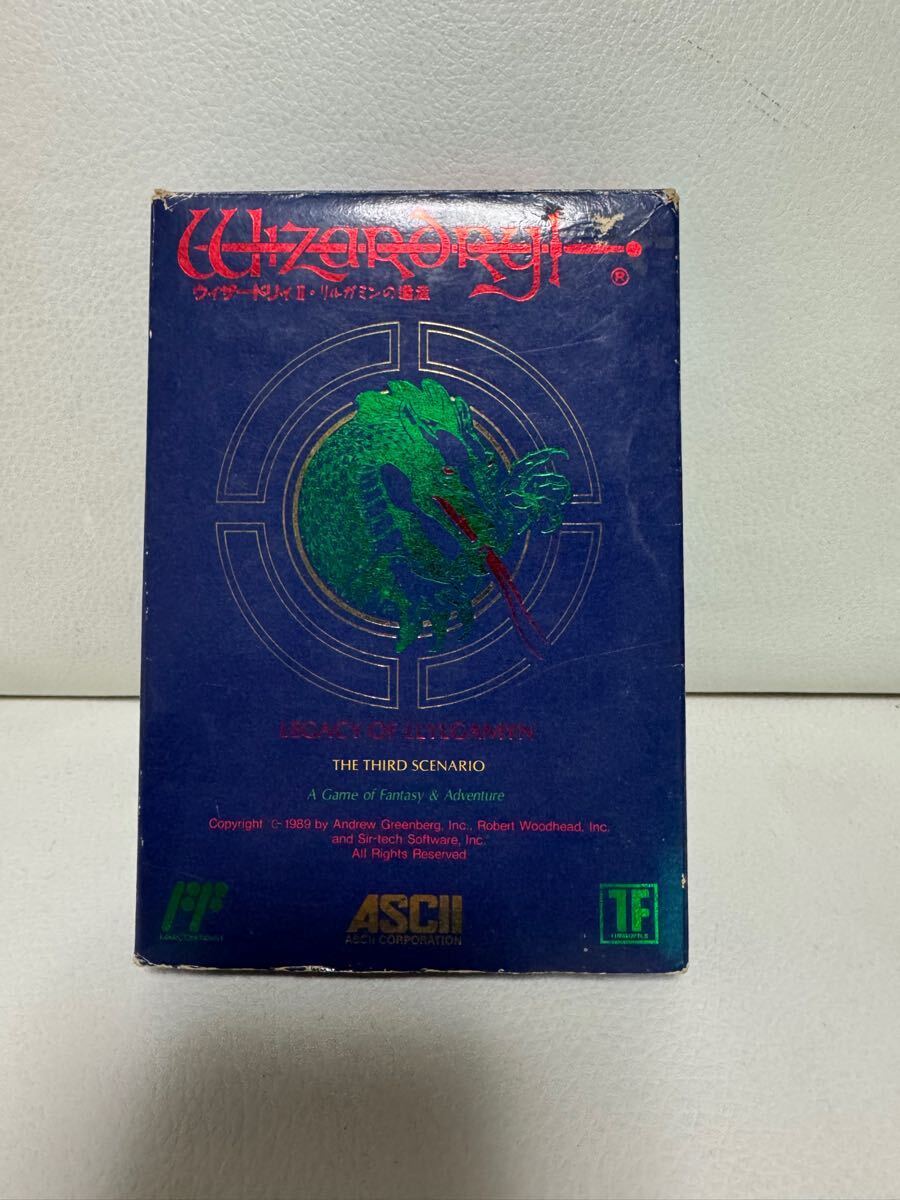 Wizardry
®
ウィザードリィII・リルガミンの遺産
LEGACY OF LLYLGAMYN
THE THIRD SCENARIO
A Game of Fantasy & Adventure
Copyright © 1989 by Andrew Greenberg, Inc., Robert Woodhead, Inc.
and Sir-tech Software, Inc.
All Rights Reserved
ASCII
ASCII CORPORATION
TF